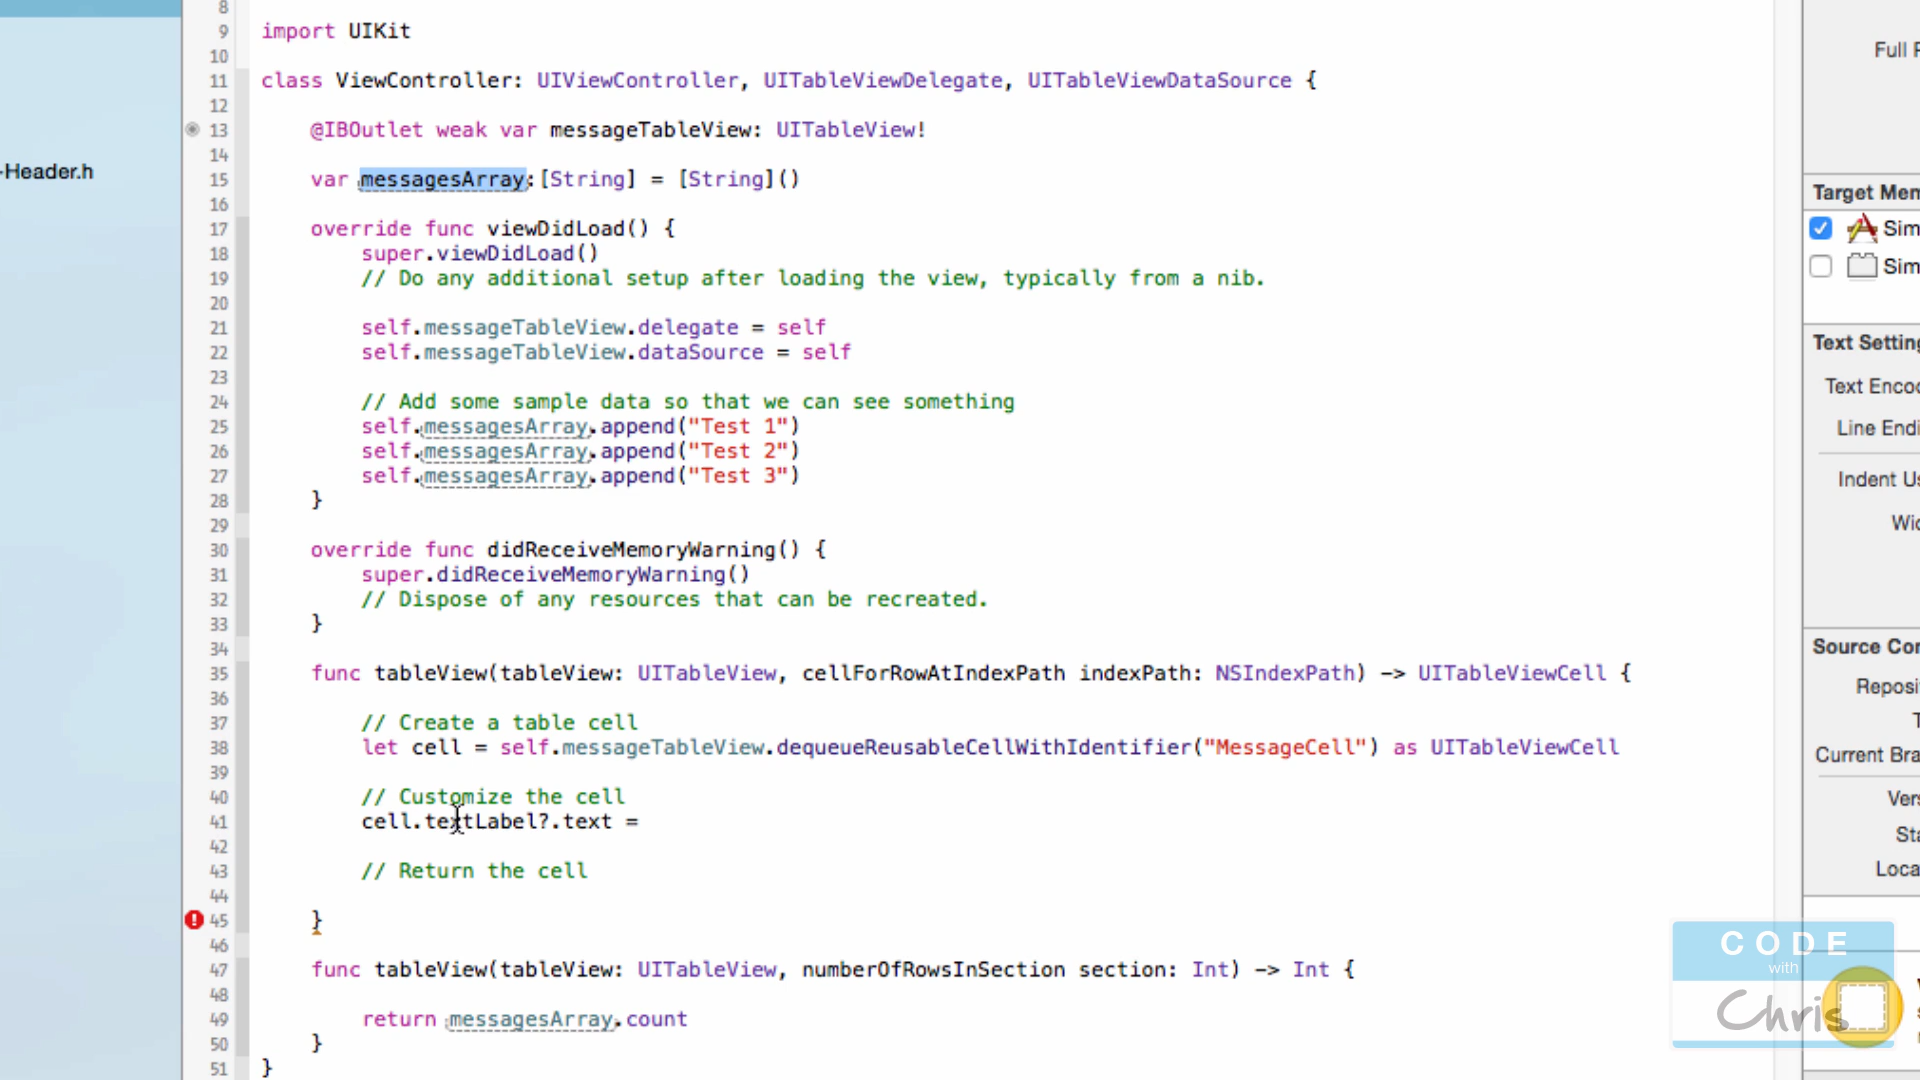 8
9 import UIKit
10
11 class ViewController: UIViewController, UITableViewDelegate, UITableViewDataSource {
12
13 @IBOutlet weak var messageTableView: UITableView!
14
15 var messagesArray:[String] = [String]()
16
17 override func viewDidLoad() {
18 super.viewDidLoad()
19 // Do any additional setup after loading the view, typically from a nib.
20
21 self.messageTableView.delegate = self
22 self.messageTableView.dataSource = self
23
24 // Add some sample data so that we can see something
25 self.messagesArray.append("Test 1")
26 self.messagesArray.append("Test 2")
27 self.messagesArray.append("Test 3")
28 }
29
30 override func didReceiveMemoryWarning() {
31 super.didReceiveMemoryWarning()
32 // Dispose of any resources that can be recreated.
33 }
34
35 func tableView(tableView: UITableView, cellForRowAtIndexPath indexPath: NSIndexPath) -> UITableViewCell {
36
37 // Create a table cell
38 let cell = self.messageTableView.dequeueReusableCellWithIdentifier("MessageCell") as UITableViewCell
39
40 // Customize the cell
41 cell.textLabel?.text =
42
43 // Return the cell
44
45 }
46
47 func tableView(tableView: UITableView, numberOfRowsInSection section: Int) -> Int {
48
49 return messagesArray.count
50 }
51 }
-Header.h
Full P
Target Mem
Sim
Sim
Text Setting
Text Encod
Line Endi
Indent Us
Wid
Source Con
Reposit
T
Current Bra
Vers
Sta
Loca
CODE
with
Chris